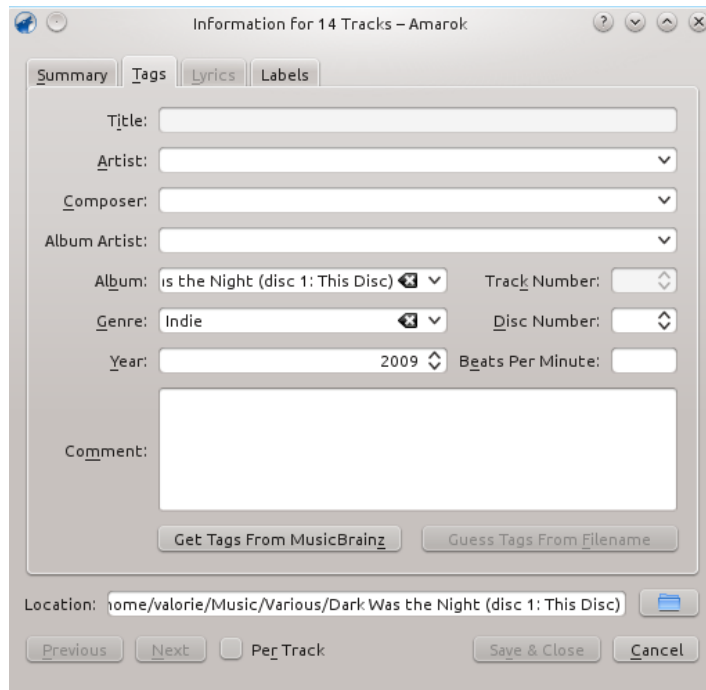 Information for 14 Tracks – Amarok
Summary Tags Lyrics Labels
Title:
Artist:
Composer:
Album Artist:
Album: is the Night (disc 1: This Disc) Track Number:
Genre: Indie Disc Number:
Year: 2009 Beats Per Minute:
Comment:
Get Tags From MusicBrainz Guess Tags From Filename
Location: home/valorie/Music/Various/Dark Was the Night (disc 1: This Disc)
Previous Next Per Track Save & Close Cancel